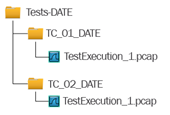 Tests-DATE
TC_01_DATE
TestExecution_1.pcap
TC_02_DATE
TestExecution_1.pcap